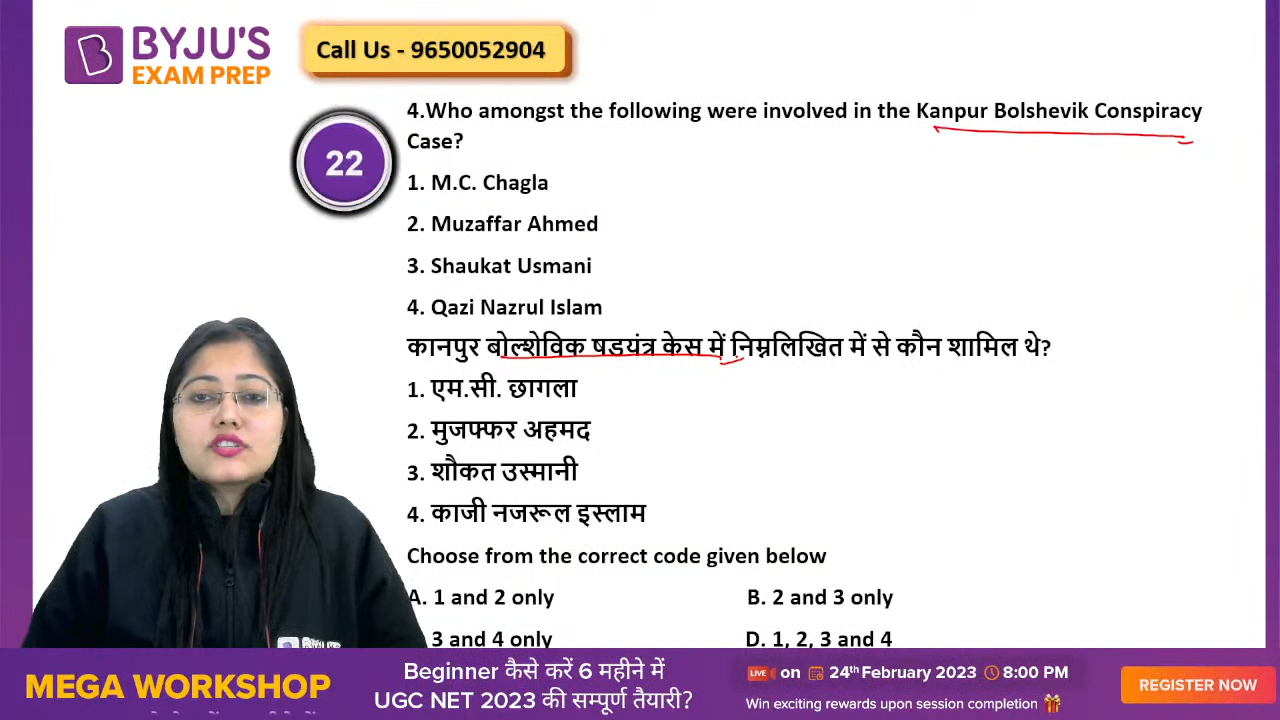 BYJU'S
EXAM PREP
Call Us - 9650052904
22
4.Who amongst the following were involved in the Kanpur Bolshevik Conspiracy
Case?
1. M.C. Chagla
2. Muzaffar Ahmed
3. Shaukat Usmani
4. Qazi Nazrul Islam
कानपुर बोल्शेविक षडयंत्र केस में निम्नलिखित में से कौन शामिल थे?
1. एम.सी. छागला
2. मुजफ्फर अहमद
3. शौकत उस्मानी
4. काजी नजरूल इस्लाम
Choose from the correct code given below
A. 1 and 2 only B. 2 and 3 only
3 and 4 only D. 1, 2, 3 and 4
MEGA WORKSHOP
Beginner कैसे करें 6 महीने में
UGC NET 2023 की सम्पूर्ण तैयारी?
LIVE on 24th February 2023 8:00 PM
Win exciting rewards upon session completion
REGISTER NOW